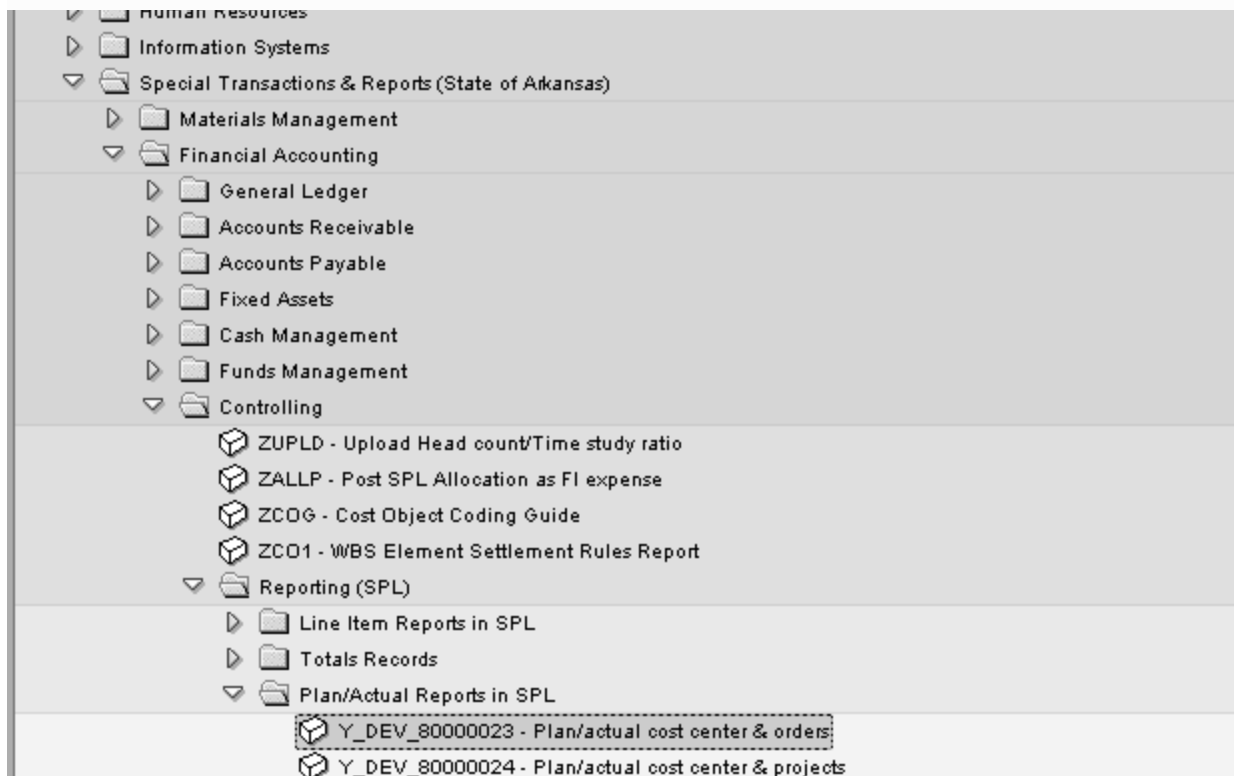 Human Resources
Information Systems
Special Transactions & Reports (State of Arkansas)
Materials Management
Financial Accounting
General Ledger
Accounts Receivable
Accounts Payable
Fixed Assets
Cash Management
Funds Management
Controlling
ZUPLD - Upload Head count/Time study ratio
ZALLP - Post SPL Allocation as FI expense
ZCOG - Cost Object Coding Guide
ZCO1 - WBS Element Settlement Rules Report
Reporting (SPL)
Line Item Reports in SPL
Totals Records
Plan/Actual Reports in SPL
Y_DEV_80000023 - Plan/actual cost center & orders
Y_DEV_80000024 - Plan/actual cost center & projects